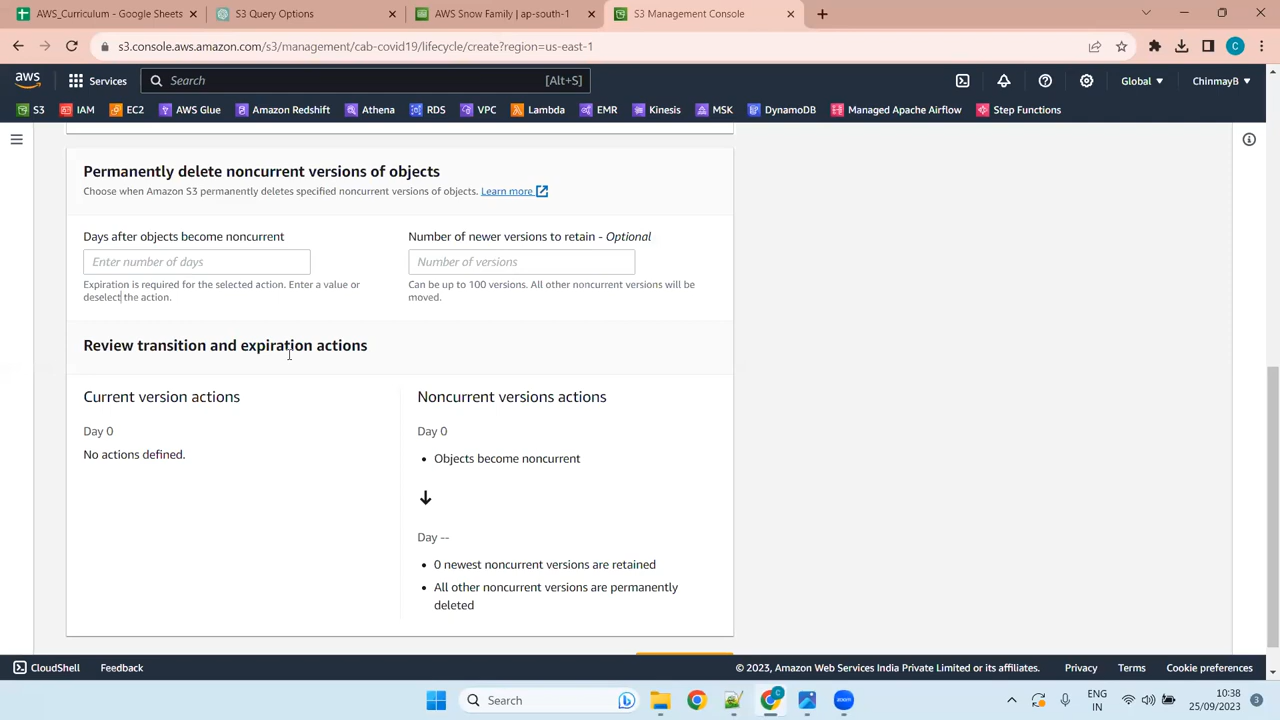 AWS_Curriculum - Google Sheets
S3 Query Options
AWS Snow Family | ap-south-1
S3 Management Console
s3.console.aws.amazon.com/s3/management/cab-covid19/lifecycle/create?region=us-east-1
C
aws
Services
Search
[Alt+S]
Global
ChinmayB
S3
IAM
EC2
AWS Glue
Amazon Redshift
Athena
RDS
VPC
Lambda
EMR
Kinesis
MSK
DynamoDB
Managed Apache Airflow
Step Functions
Permanently delete noncurrent versions of objects
Choose when Amazon S3 permanently deletes specified noncurrent versions of objects. Learn more
Days after objects become noncurrent
Enter number of days
Expiration is required for the selected action. Enter a value or
deselect the action.
Number of newer versions to retain - Optional
Number of versions
Can be up to 100 versions. All other noncurrent versions will be
moved.
Review transition and expiration actions
Current version actions
Day 0
No actions defined.
Noncurrent versions actions
Day 0
Objects become noncurrent
Day --
0 newest noncurrent versions are retained
All other noncurrent versions are permanently
deleted
CloudShell
Feedback
© 2023, Amazon Web Services India Private Limited or its affiliates.
Privacy
Terms
Cookie preferences
Search
C
zoom
ENG
IN
10:38
25/09/2023
3